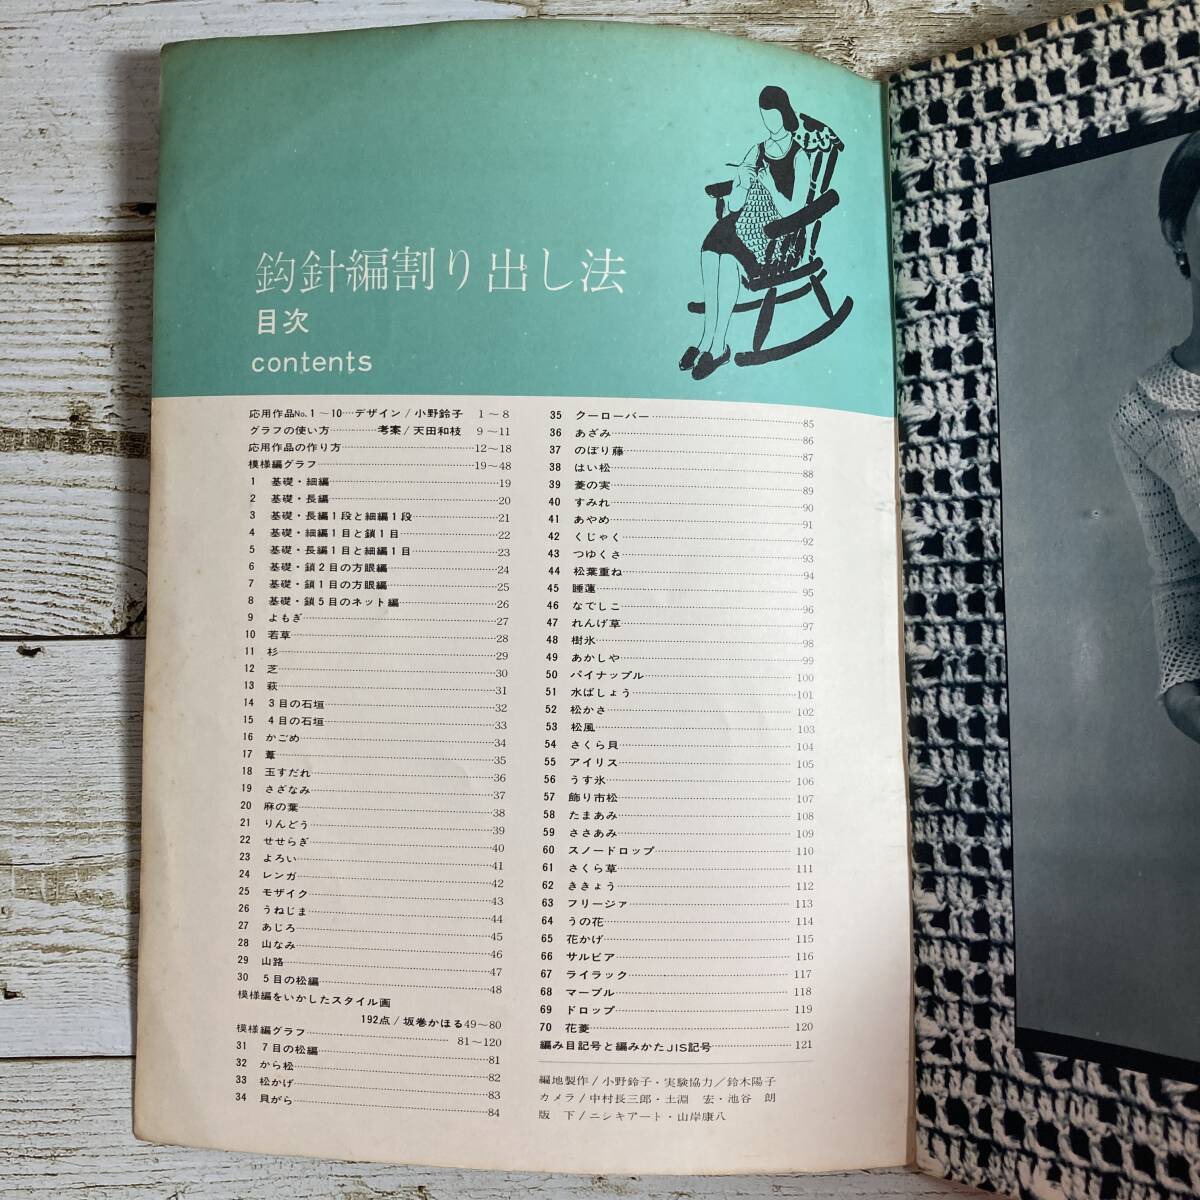 鈎針編割り出し法
目次
contents
応用作品No.1～10…デザイン/小野鈴子 1～8
グラフの使い方…………考案/天田和枝 9～11
応用作品の作り方…………12～18
模様編グラフ…………19～48
1 基礎・細編…………19
2 基礎・長編…………20
3 基礎・長編1段と細編1段…………21
4 基礎・細編1目と鎖1目…………22
5 基礎・長編1目と細編1目…………23
6 基礎・鎖2目の方眼編…………24
7 基礎・鎖1目の方眼編…………25
8 基礎・鎖5目のネット編…………26
9 よもぎ…………27
10 若草…………28
11 杉…………29
12 芝…………30
13 萩…………31
14 3目の石垣…………32
15 4目の石垣…………33
16 かごめ…………34
17 葦…………35
18 玉すだれ…………36
19 さざなみ…………37
20 麻の葉…………38
21 りんどう…………39
22 せせらぎ…………40
23 よろい…………41
24 レンガ…………42
25 モザイク…………43
26 うねじま…………44
27 あじろ…………45
28 山なみ…………46
29 山路…………47
30 5目の松編…………48
模様編をいかしたスタイル画
192点/坂巻かほる49～80
模様編グラフ…………81～120
31 7目の松編…………81
32 から松…………82
33 松かげ…………83
34 貝がら…………84
35 クーローバー…………85
36 あざみ…………86
37 のぼり藤…………87
38 はい松…………88
39 菱の実…………89
40 すみれ…………90
41 あやめ…………91
42 くじゃく…………92
43 つゆくさ…………93
44 松葉重ね…………94
45 睡蓮…………95
46 なでしこ…………96
47 れんげ草…………97
48 樹氷…………98
49 あかしや…………99
50 パイナップル…………100
51 水ばしょう…………101
52 松かさ…………102
53 松風…………103
54 さくら貝…………104
55 アイリス…………105
56 うす氷…………106
57 飾り市松…………107
58 たまあみ…………108
59 ささあみ…………109
60 スノードロップ…………110
61 さくら草…………111
62 ききょう…………112
63 フリージァ…………113
64 うの花…………114
65 花かげ…………115
66 サルビア…………116
67 ライラック…………117
68 マーブル…………118
69 ドロップ…………119
70 花菱…………120
編み目記号と編みかたJIS記号…………121
編地製作/小野鈴子・実験協力/鈴木陽子
カメラ/中村長三郎・土淵 宏・池谷 朗
版 下/ニシキアート・山岸康八